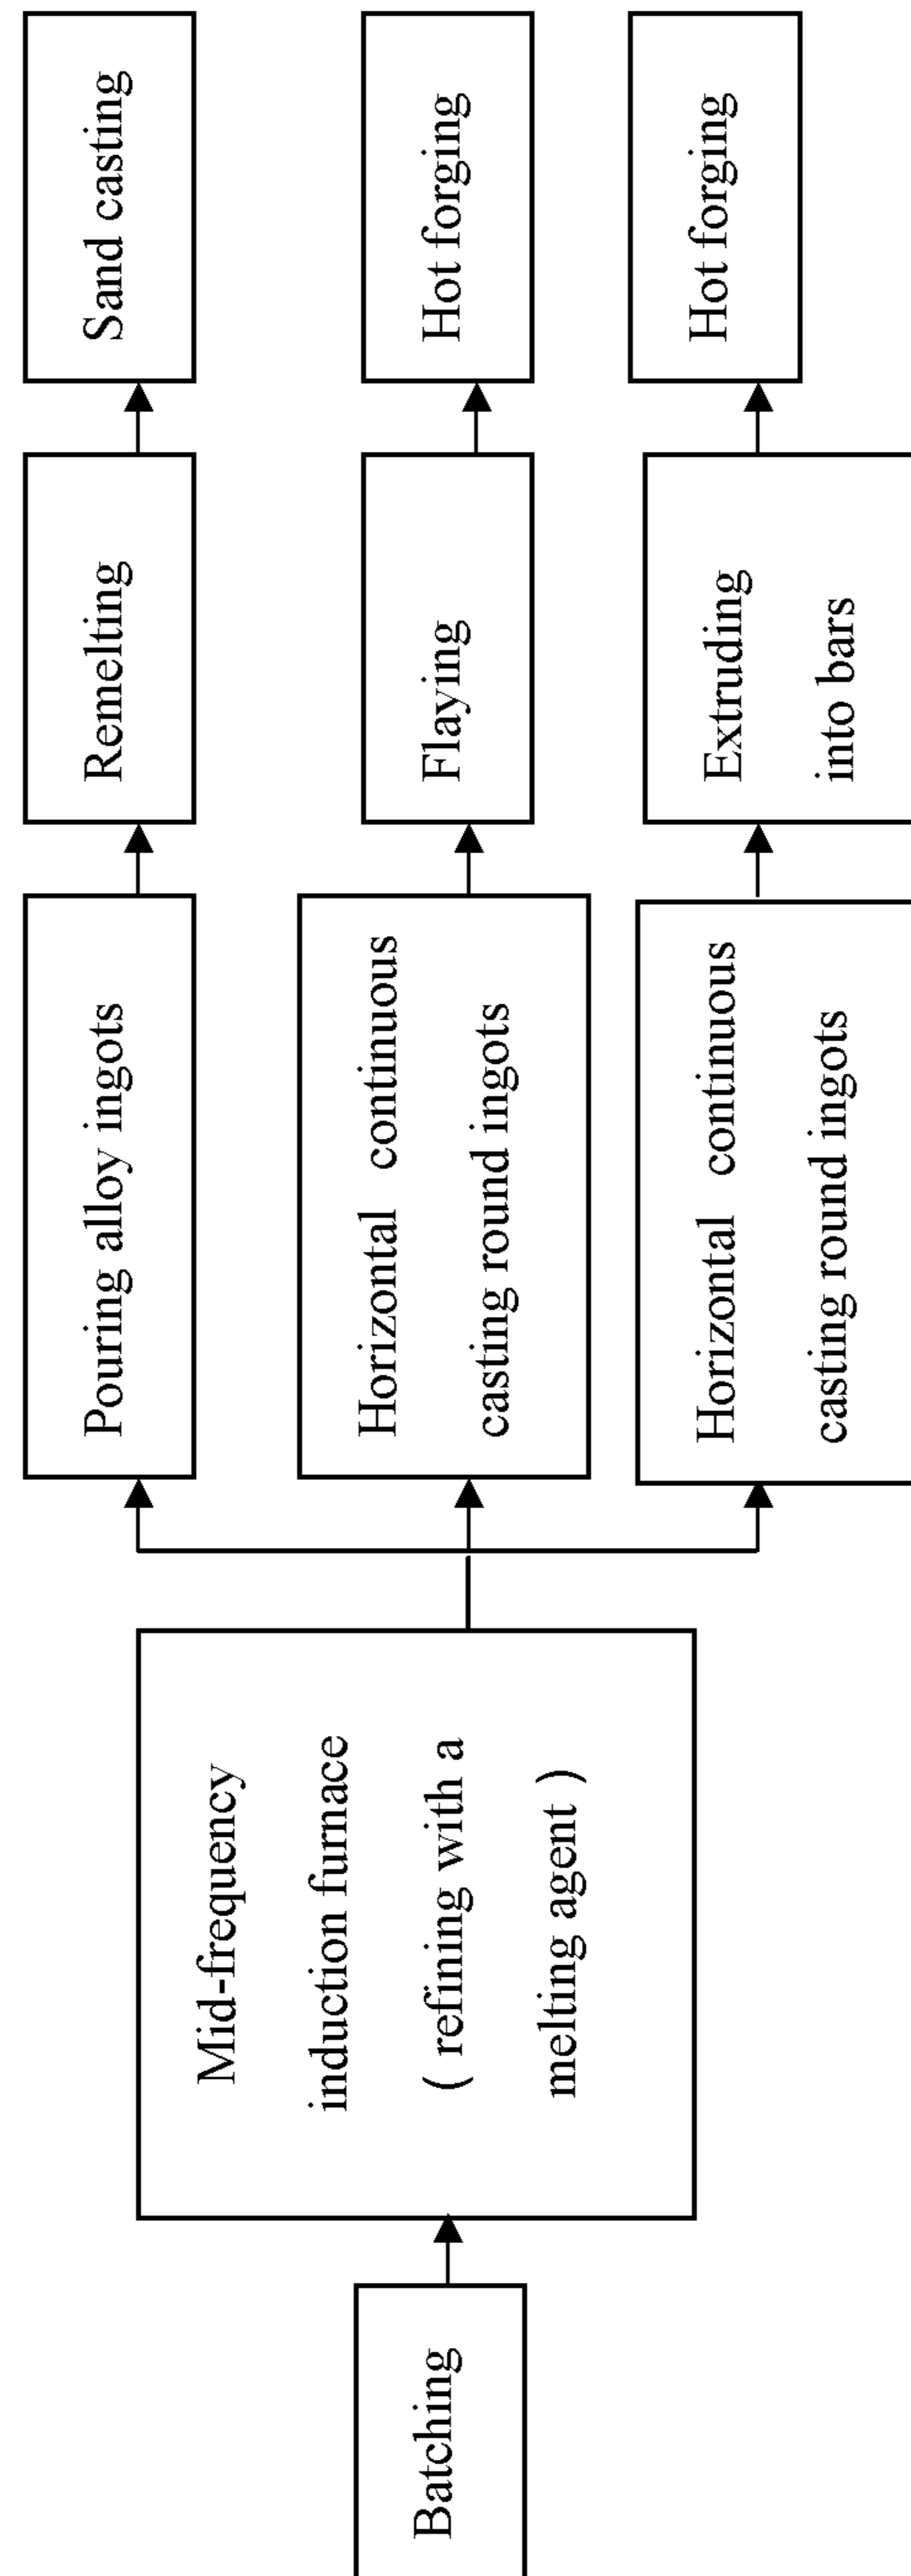 Batching
Mid-frequency
induction furnace
( refining with a
melting agent )
Pouring alloy ingots
Remelting
Sand casting
Horizontal continuous
casting round ingots
Flaying
Hot forging
Horizontal continuous
casting round ingots
Extruding
into bars
Hot forging